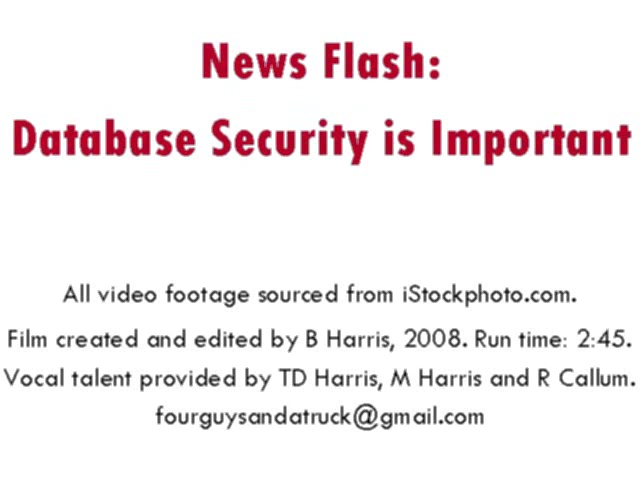 News Flash:
Database Security is Important
All video footage sourced from iStockphoto.com.
Film created and edited by B Harris, 2008. Run time: 2:45.
Vocal talent provided by TD Harris, M Harris and R Callum.
fourguysandatruck@gmail.com